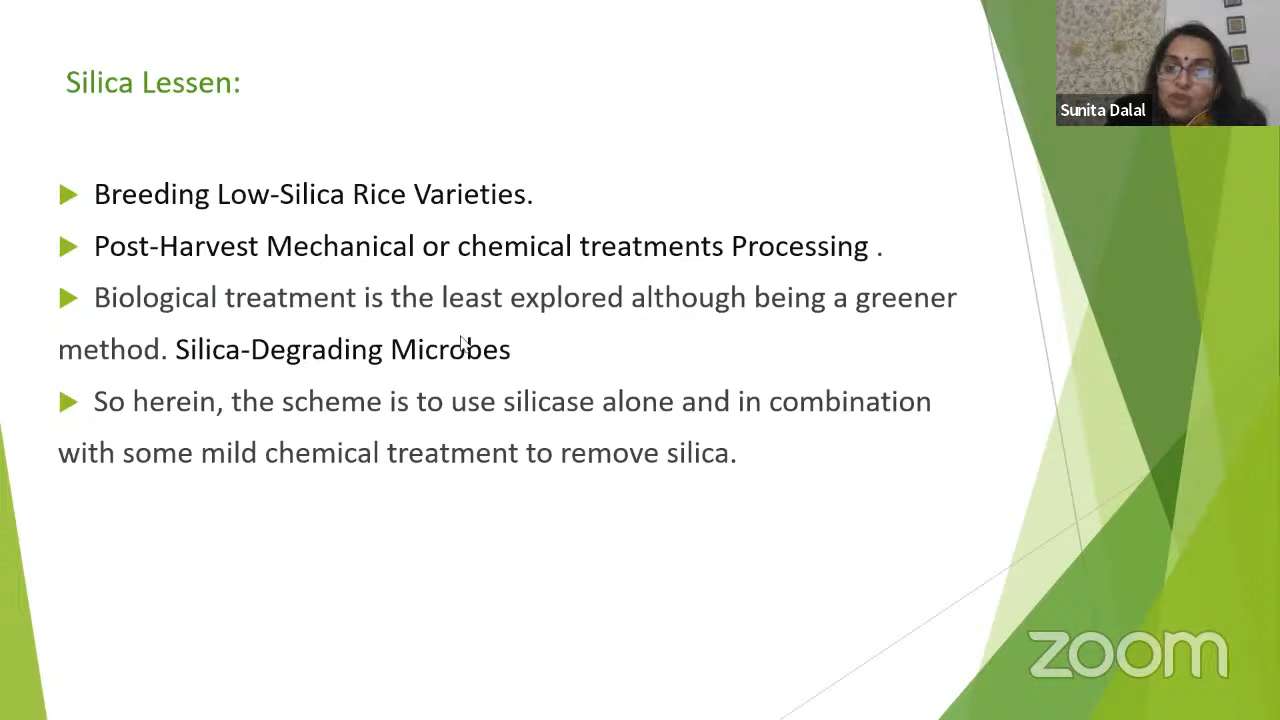 Silica Lessen:
Sunita Dalal
Breeding Low-Silica Rice Varieties.
Post-Harvest Mechanical or chemical treatments Processing .
Biological treatment is the least explored although being a greener
method. Silica-Degrading Microbes
So herein, the scheme is to use silicase alone and in combination
with some mild chemical treatment to remove silica.
zoom